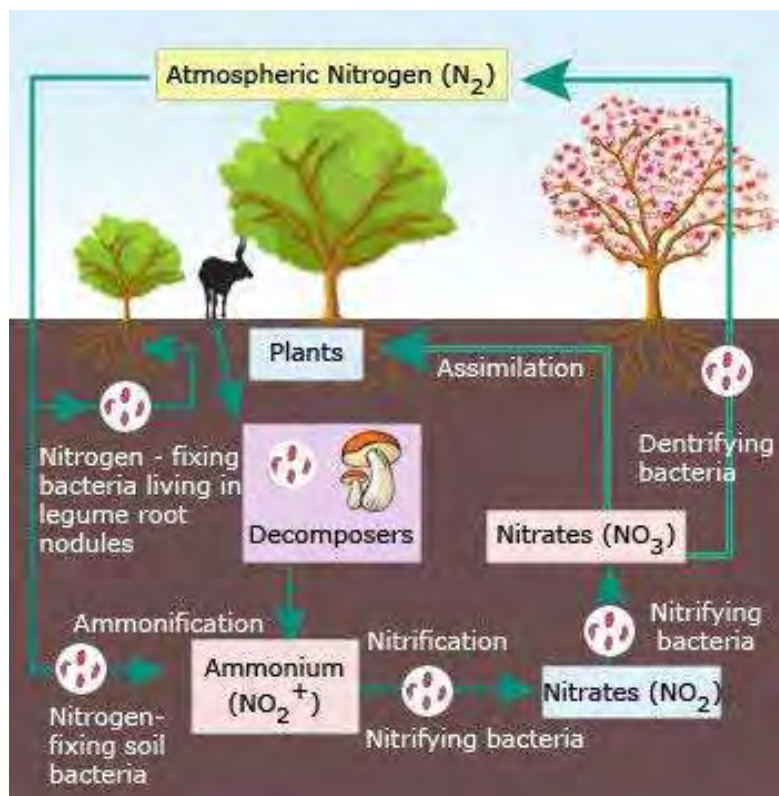 Atmospheric Nitrogen (N₂)
Plants
Assimilation
Nitrogen - fixing
bacteria living in
legume root
nodules
Decomposers
Dentrifying
bacteria
Nitrates (NO₃)
Ammonification
Ammonium
(NO₂⁺)
Nitrification
Nitrifying bacteria
Nitrifying
bacteria
Nitrates (NO₂)
Nitrogen-
fixing soil
bacteria